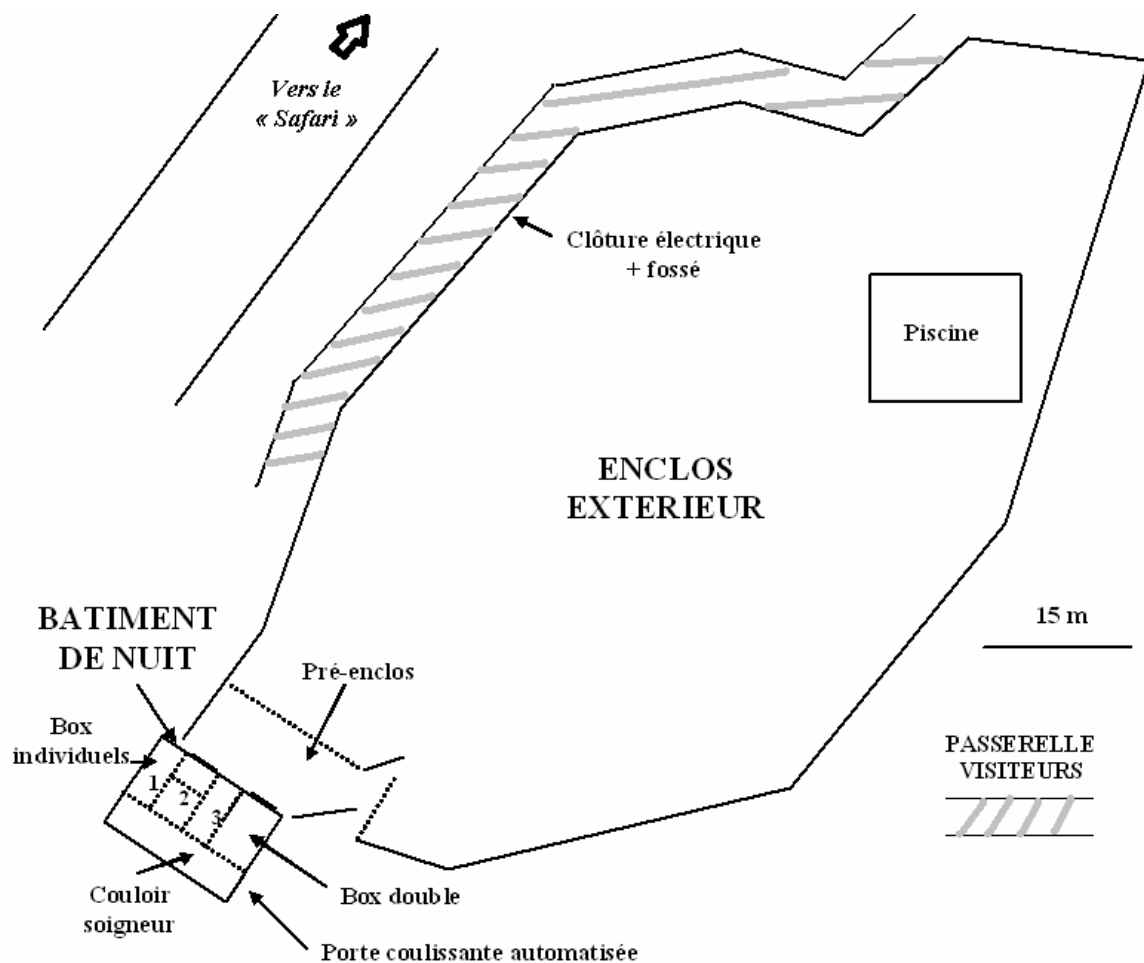 Vers le
« Safari »
Clôture électrique
+ fossé
Piscine
ENCLOS
EXTERIEUR
15 m
BATIMENT
DE NUIT
Pré-enclos
Box
individuels
1
2
3
PASSERELLE
VISITEURS
Couloir
soigneur
Box double
Porte coulissante automatisée